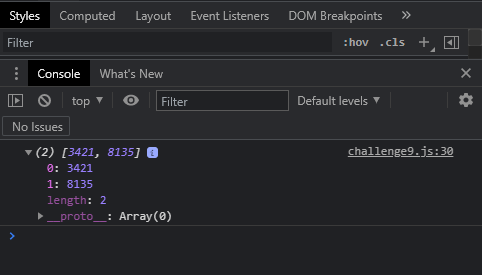 Styles Computed Layout Event Listeners DOM Breakpoints »
Filter :hov .cls +
Console What's New
top ▼ Filter Default levels ▼
No Issues
▼(2) [3421, 8135] i challenge9.js:30
0: 3421
1: 8135
length: 2
▶ __proto__: Array(0)
>